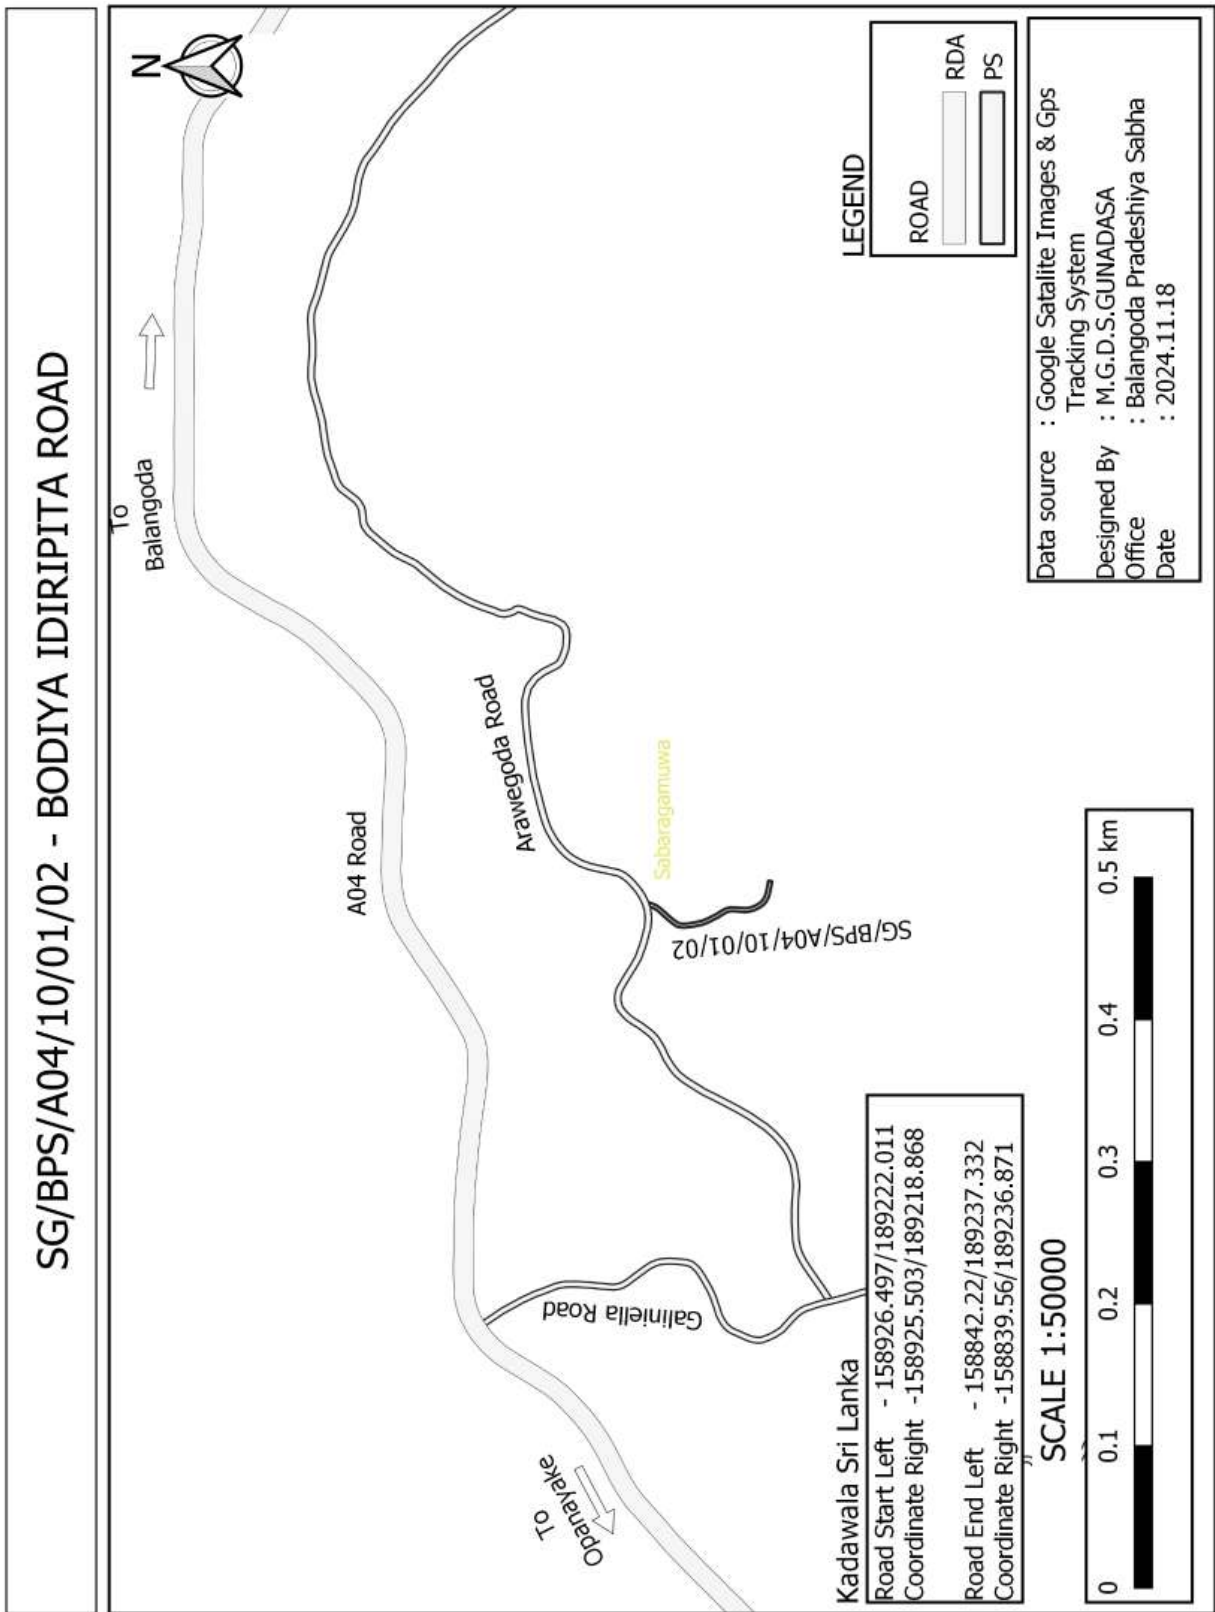 SG/BPS/A04/10/01/02 - BODIYA IDIRIPITA ROAD
N
To
Balangoda
A04 Road
Arawegoda Road
Sabaragamuwa
SG/BPS/A04/10/01/02
Galiniella Road
To
Opanayake
LEGEND
ROAD
RDA
PS
Kadawala Sri Lanka
Road Start Left - 158926.497/189222.011
Coordinate Right -158925.503/189218.868
Road End Left - 158842.22/189237.332
Coordinate Right -158839.56/189236.871
SCALE 1:50000
0 0.1 0.2 0.3 0.4 0.5 km
Data source : Google Satalite Images & Gps
Tracking System
Designed By : M.G.D.S.GUNADASA
Office : Balangoda Pradeshiya Sabha
Date : 2024.11.18